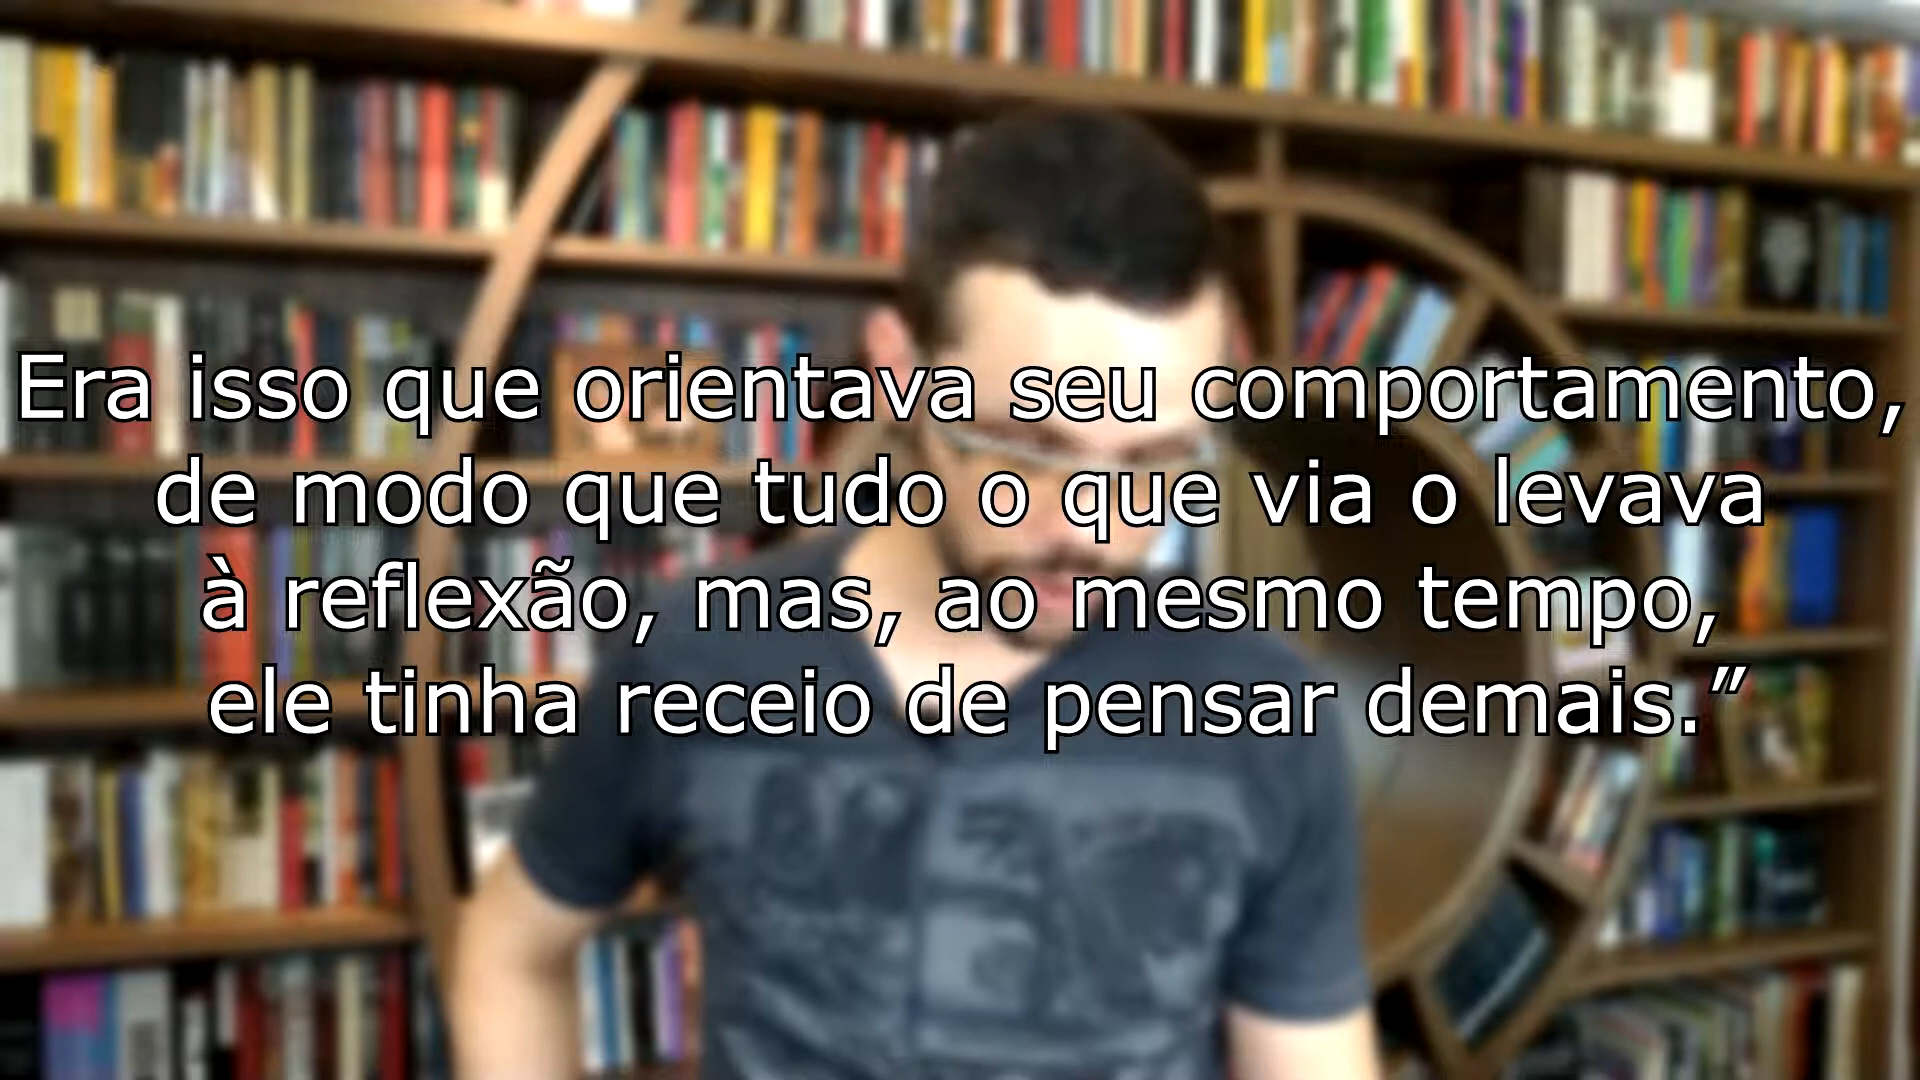 Era isso que orientava seu comportamento,
de modo que tudo o que via o levava
à reflexão, mas, ao mesmo tempo,
ele tinha receio de pensar demais.”